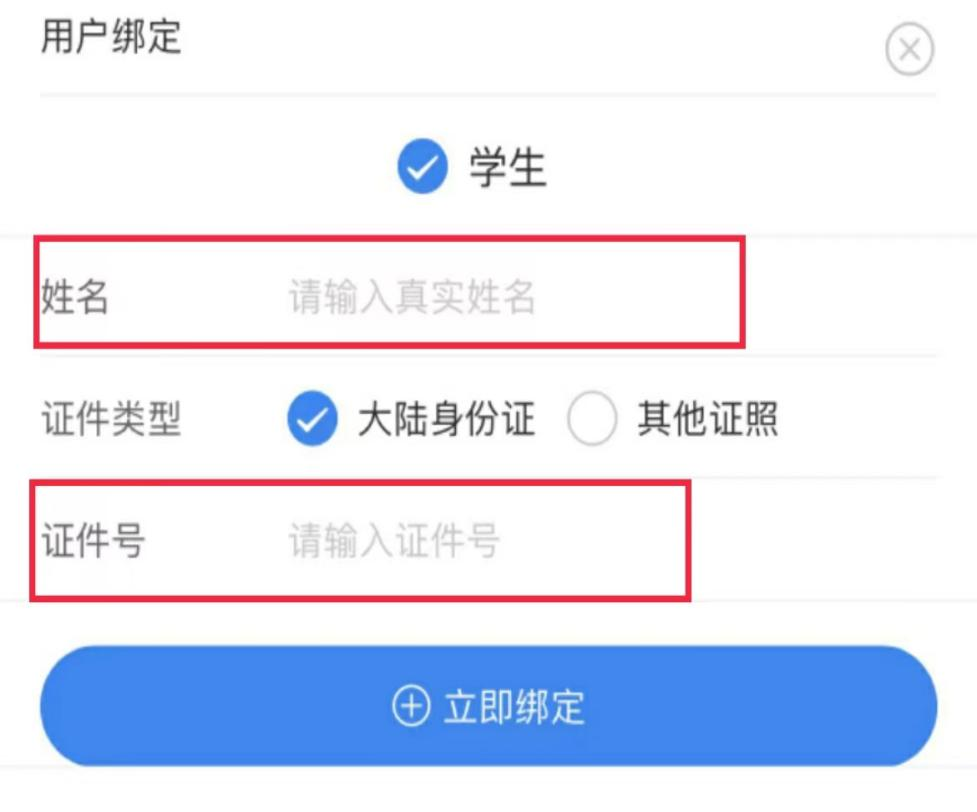 用户绑定
学生
姓名 请输入真实姓名
证件类型 大陆身份证 其他证照
证件号 请输入证件号
立即绑定